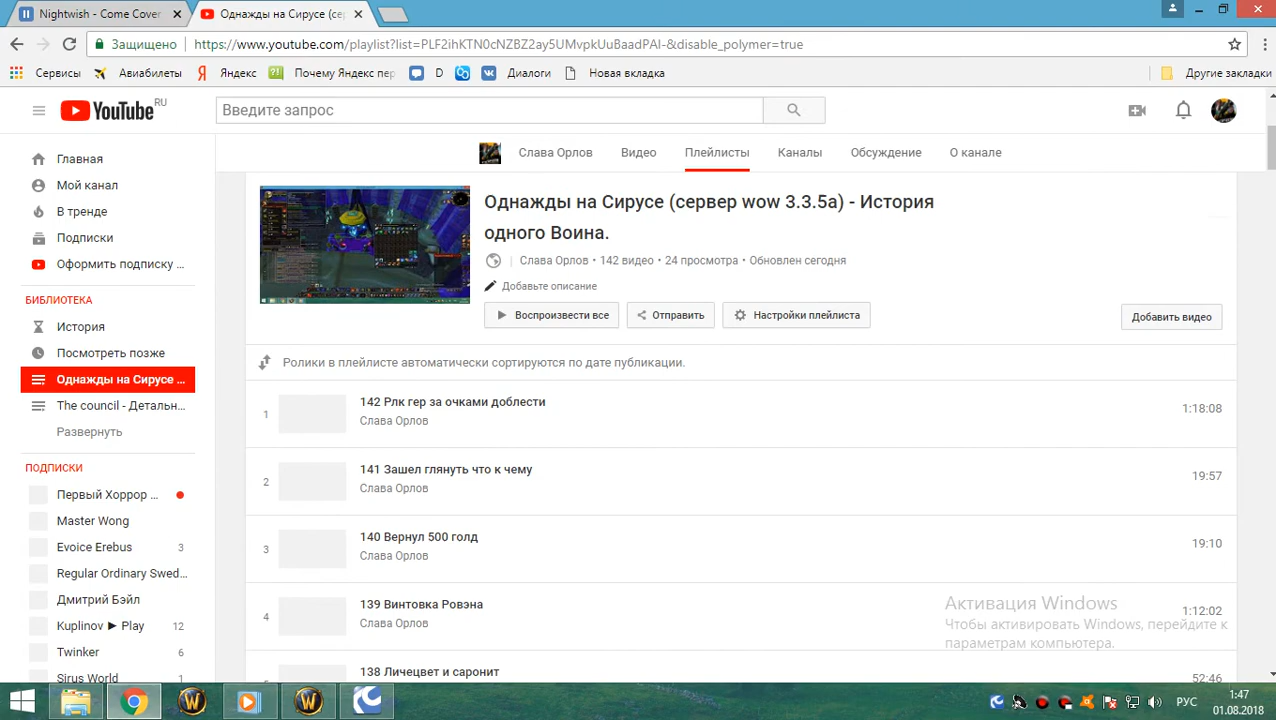 Nightwish - Come Cover
Однажды на Сирусе (се
Защищено
https://www.youtube.com/playlist?list=PLF2ihKTN0cNZBZ2ay5UMvpkUuBaadPAI-&disable_polymer=true
Сервисы
Авиабилеты
Яндекс
Почему Яндекс пер
D
Диалоги
Новая вкладка
Другие закладки
YouTube RU
Введите запрос
Главная
Мой канал
В тренде
Подписки
Оформить подписку ...
БИБЛИОТЕКА
История
Посмотреть позже
Однажды на Сирусе ...
The council - Детальн...
Развернуть
ПОДПИСКИ
Первый Хоррор ...
Master Wong
Evoice Erebus 3
Regular Ordinary Swed...
Дмитрий Бэйл
Kuplinov ► Play 12
Twinker 6
Sirus World 1
Слава Орлов
Видео
Плейлисты
Каналы
Обсуждение
О канале
Однажды на Сирусе (сервер wow 3.3.5a) - История
одного Воина.
Слава Орлов • 142 видео • 24 просмотра • Обновлен сегодня
Добавьте описание
Воспроизвести все
Отправить
Настройки плейлиста
Добавить видео
Ролики в плейлисте автоматически сортируются по дате публикации.
1
142 Рлк гер за очками доблести
Слава Орлов
1:18:08
2
141 Зашел глянуть что к чему
Слава Орлов
19:57
3
140 Вернул 500 голд
Слава Орлов
19:10
4
139 Винтовка Ровэна
Слава Орлов
1:12:02
138 Личецвет и саронит
52:46
Активация Windows
Чтобы активировать Windows, перейдите к
параметрам компьютера.
РУС
1:47
01.08.2018